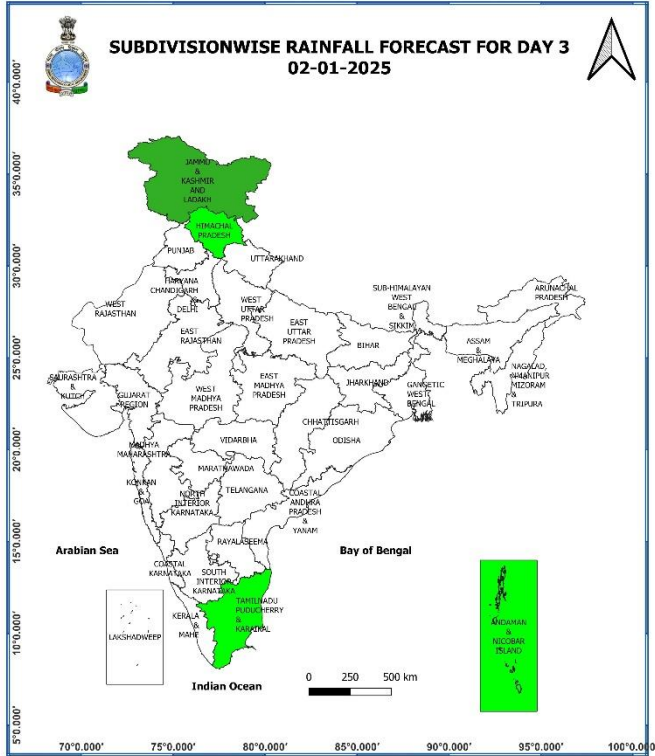 SUBDIVISIONWISE RAINFALL FORECAST FOR DAY 3
02-01-2025
40°0.000'
35°0.000'
30°0.000'
25°0.000'
20°0.000'
15°0.000'
10°0.000'
5°0.000'
JAMMU
&
KASHMIR
AND
LADAKH
HIMACHAL
PRADESH
PUNJAB
UTTARAKHAND
HARYANA
CHANDIGARH
&
DELHI
WEST
RAJASTHAN
WEST
UTTAR
PRADESH
EAST
RAJASTHAN
EAST
UTTAR
PRADESH
SUB-HIMALAYAN
WEST
BENGAL
&
SIKKIM
ARUNACHAL
PRADESH
BIHAR
ASSAM
&
MEGHALAYA
NAGALAD,
MANIPUR
MIZORAM
&
TRIPURA
SAURASHTRA
&
KUTCH
GUJARAT
REGION
WEST
MADHYA
PRADESH
EAST
MADHYA
PRADESH
JHARKHAND
GANGETIC
WEST
BENGAL
CHHATTISGARH
ODISHA
MADHYA
MAHARASHTRA
VIDARBHA
MARATHWADA
KONKAN
&
GOA
NORTH
INTERIOR
KARNATAKA
TELANGANA
COASTAL
ANDHRA
PRADESH
&
YANAM
RAYALASEEMA
Arabian Sea
Bay of Bengal
COASTAL
KARNATAKA
SOUTH
INTERIOR
KARNATAKA
TAMILNADU
PUDUCHERRY
&
KARAIKAL
KERALA
&
MAHE
LAKSHADWEEP
ANDAMAN
&
NICOBAR
ISLAND
Indian Ocean
0 250 500 km
70°0.000' 75°0.000' 80°0.000' 85°0.000' 90°0.000' 95°0.000' 100°0.000'